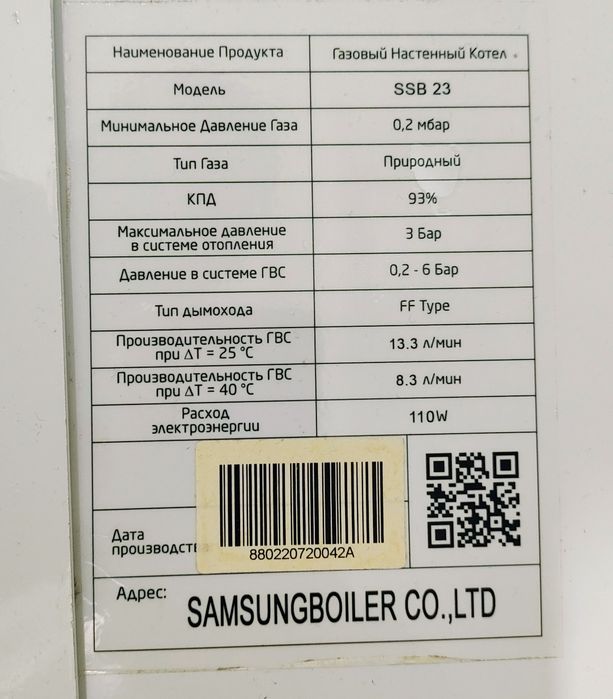 Наименование Продукта Газовый Настенный Котел
Модель SSB 23
Минимальное Давление Газа 0,2 мбар
Тип Газа Природный
КПД 93%
Максимальное давление
в системе отопления 3 Бар
Давление в системе ГВС 0,2 - 6 Бар
Тип дымохода FF Type
Производительность ГВС
при ΔT = 25 °C 13.3 л/мин
Производительность ГВС
при ΔT = 40 °C 8.3 л/мин
Расход
электроэнергии 110W
Дата
производств
880220720042A
Адрес: SAMSUNGBOILER CO.,LTD